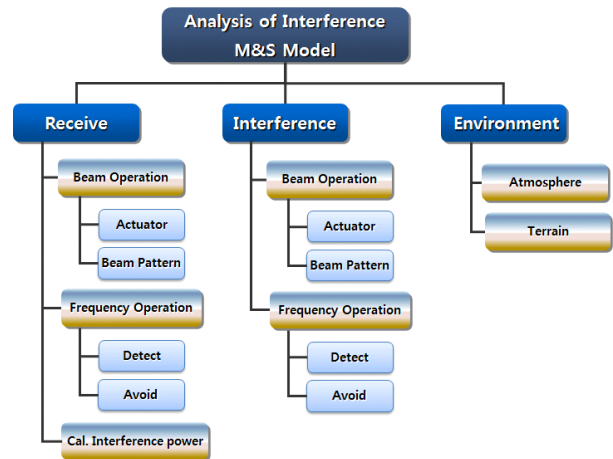 Analysis of Interference
M&S Model
Receive
Beam Operation
Actuator
Beam Pattern
Frequency Operation
Detect
Avoid
Cal. Interference power
Interference
Beam Operation
Actuator
Beam Pattern
Frequency Operation
Detect
Avoid
Environment
Atmosphere
Terrain